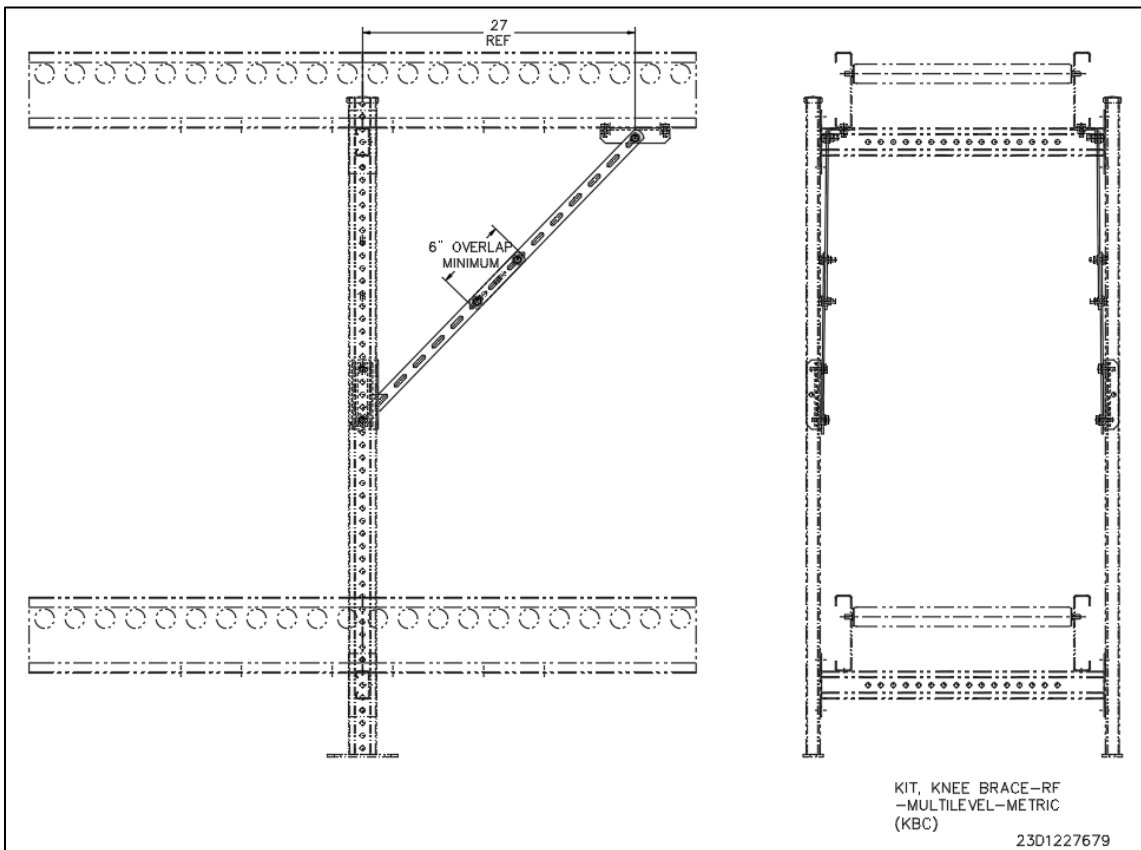 27
REF
6" OVERLAP
MINIMUM
KIT, KNEE BRACE-RF
-MULTILEVEL-METRIC
(KBC)
23D1227679